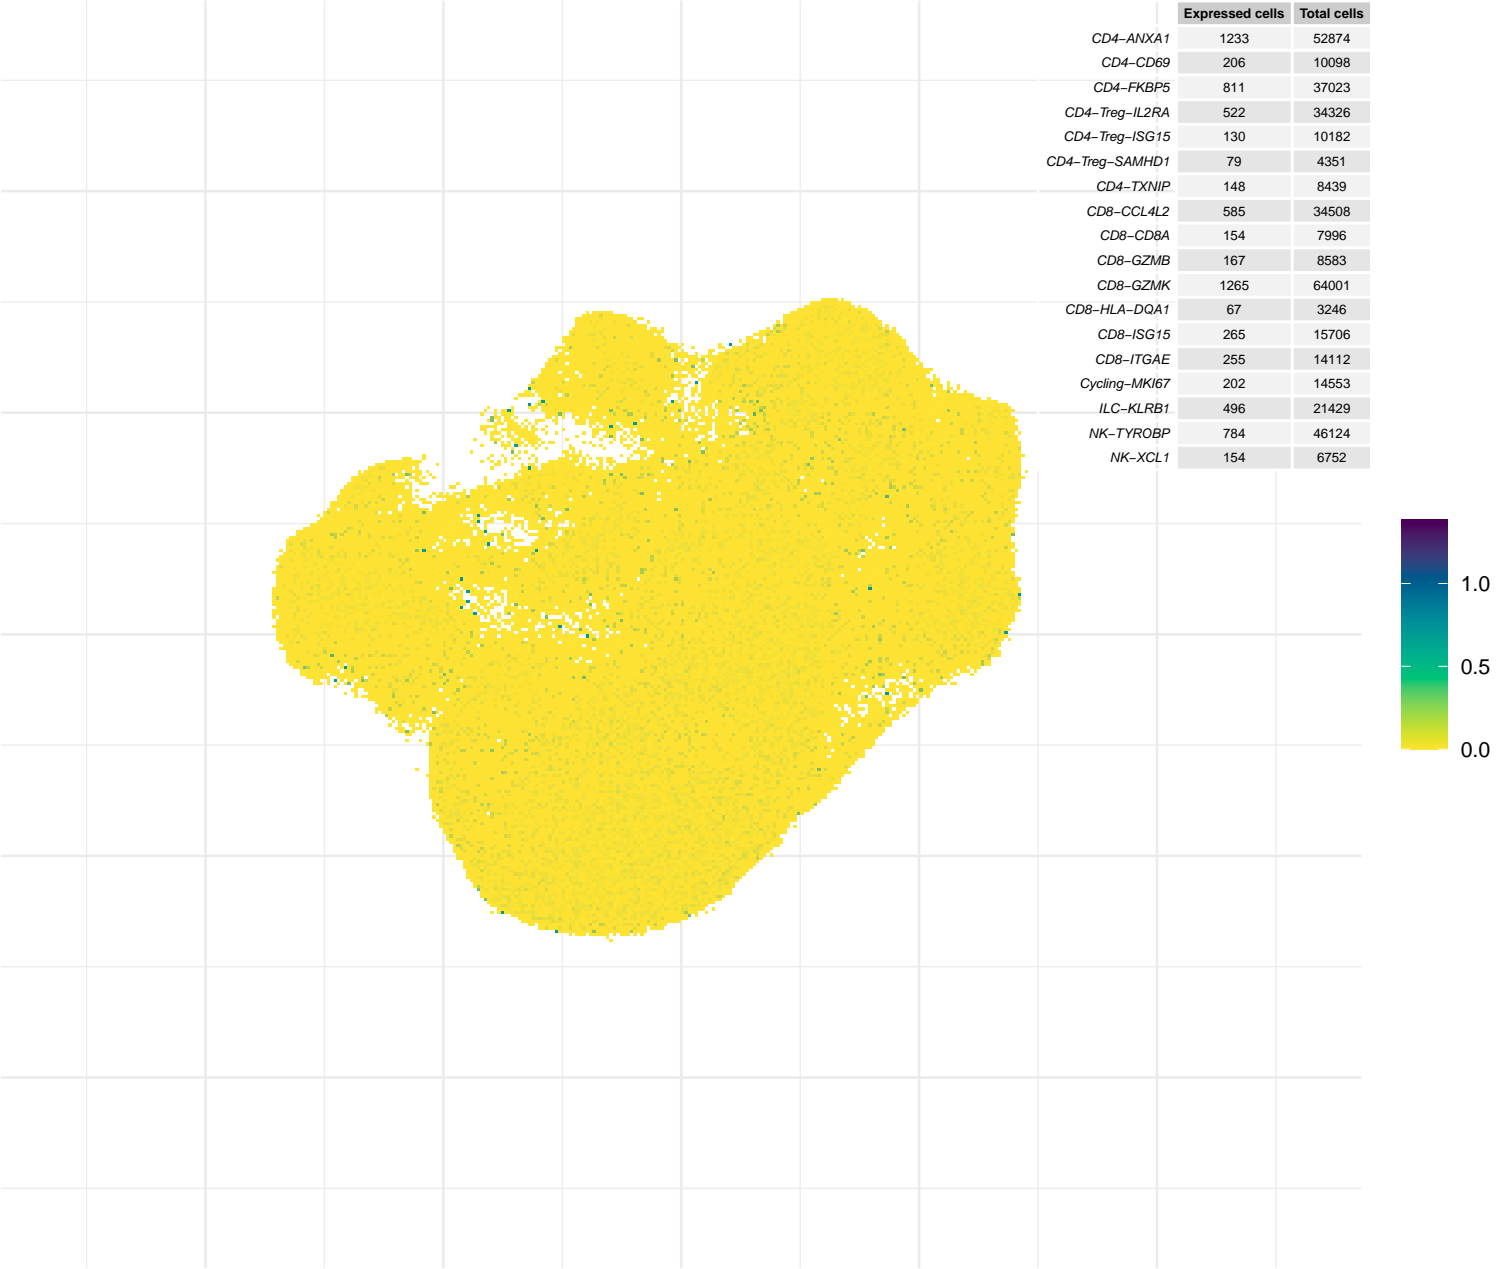 Expressed cells Total cells
CD4−ANXA1 1233 52874
CD4−CD69 206 10098
CD4−FKBP5 811 37023
CD4−Treg−IL2RA 522 34326
CD4−Treg−ISG15 130 10182
CD4−Treg−SAMHD1 79 4351
CD4−TXNIP 148 8439
CD8−CCL4L2 585 34508
CD8−CD8A 154 7996
CD8−GZMB 167 8583
CD8−GZMK 1265 64001
CD8−HLA−DQA1 67 3246
CD8−ISG15 265 15706
CD8−ITGAE 255 14112
Cycling−MKI67 202 14553
ILC−KLRB1 496 21429
NK−TYROBP 784 46124
NK−XCL1 154 6752
1.0
0.5
0.0